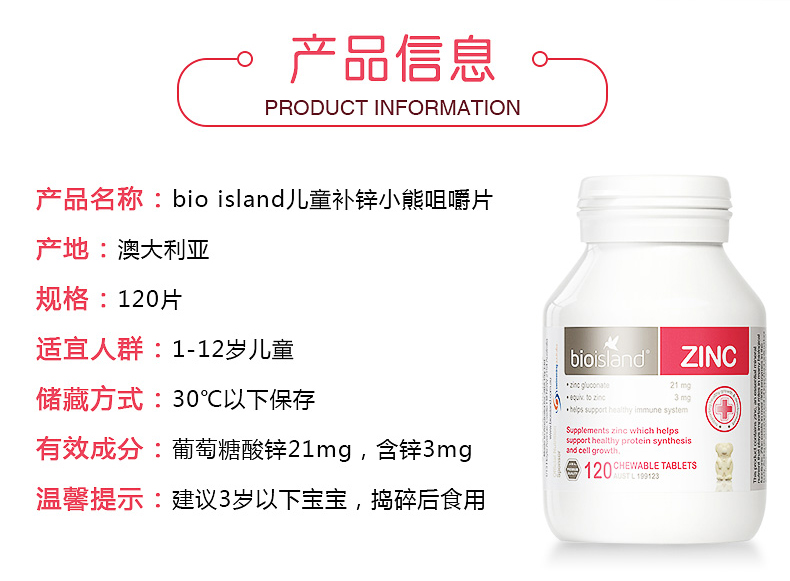 产品信息
PRODUCT INFORMATION
产品名称：bio island儿童补锌小熊咀嚼片
产地：澳大利亚
规格：120片
适宜人群：1-12岁儿童
储藏方式：30℃以下保存
有效成分：葡萄糖酸锌21mg，含锌3mg
温馨提示：建议3岁以下宝宝，捣碎后食用
bioisland®
ZINC
• zinc gluconate 21 mg
• equiv. to zinc 3 mg
• helps support healthy immune system
Supplements zinc which helps
support healthy protein synthesis
and cell growth.
120 CHEWABLE TABLETS
AUST L 199123